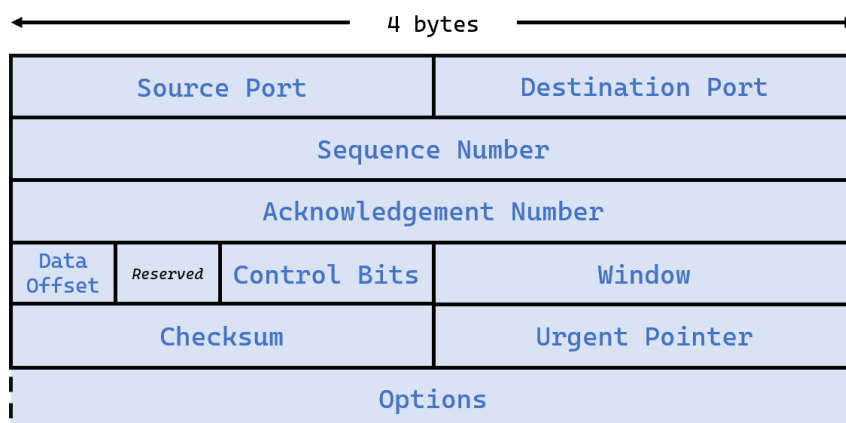 4 bytes
Source Port
Destination Port
Sequence Number
Acknowledgement Number
Data
Offset
Reserved
Control Bits
Window
Checksum
Urgent Pointer
Options